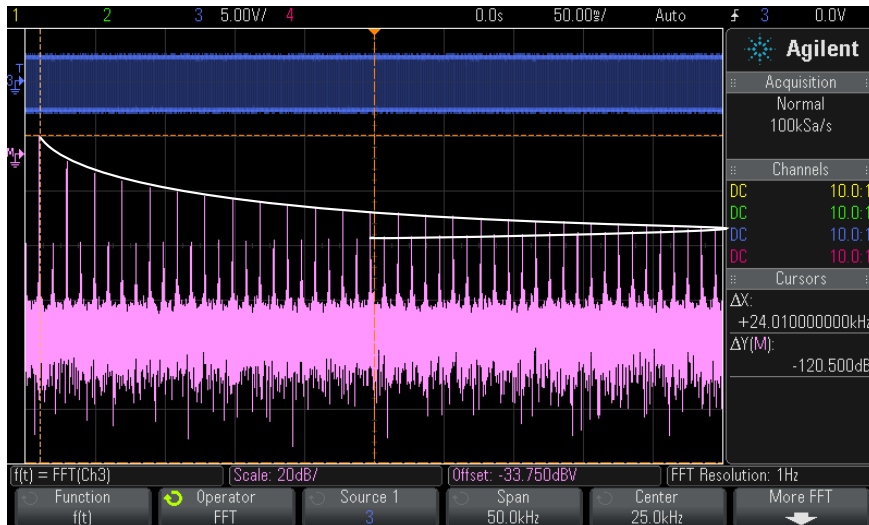 1 2 3 5.00V/ 4 0.0s 50.00ms/ Auto 3 0.0V
Agilent
Acquisition
Normal
100kSa/s
Channels
DC 10.0:1
DC 10.0:1
DC 10.0:1
DC 10.0:1
Cursors
ΔX:
+24.010000000kHz
ΔY(M):
-120.500dB
T
3
M
f(t) = FFT(Ch3) Scale: 20dB/ Offset: -33.750dBV FFT Resolution: 1Hz
Function Operator Source 1 Span Center More FFT
f(t) FFT 3 50.0kHz 25.0kHz